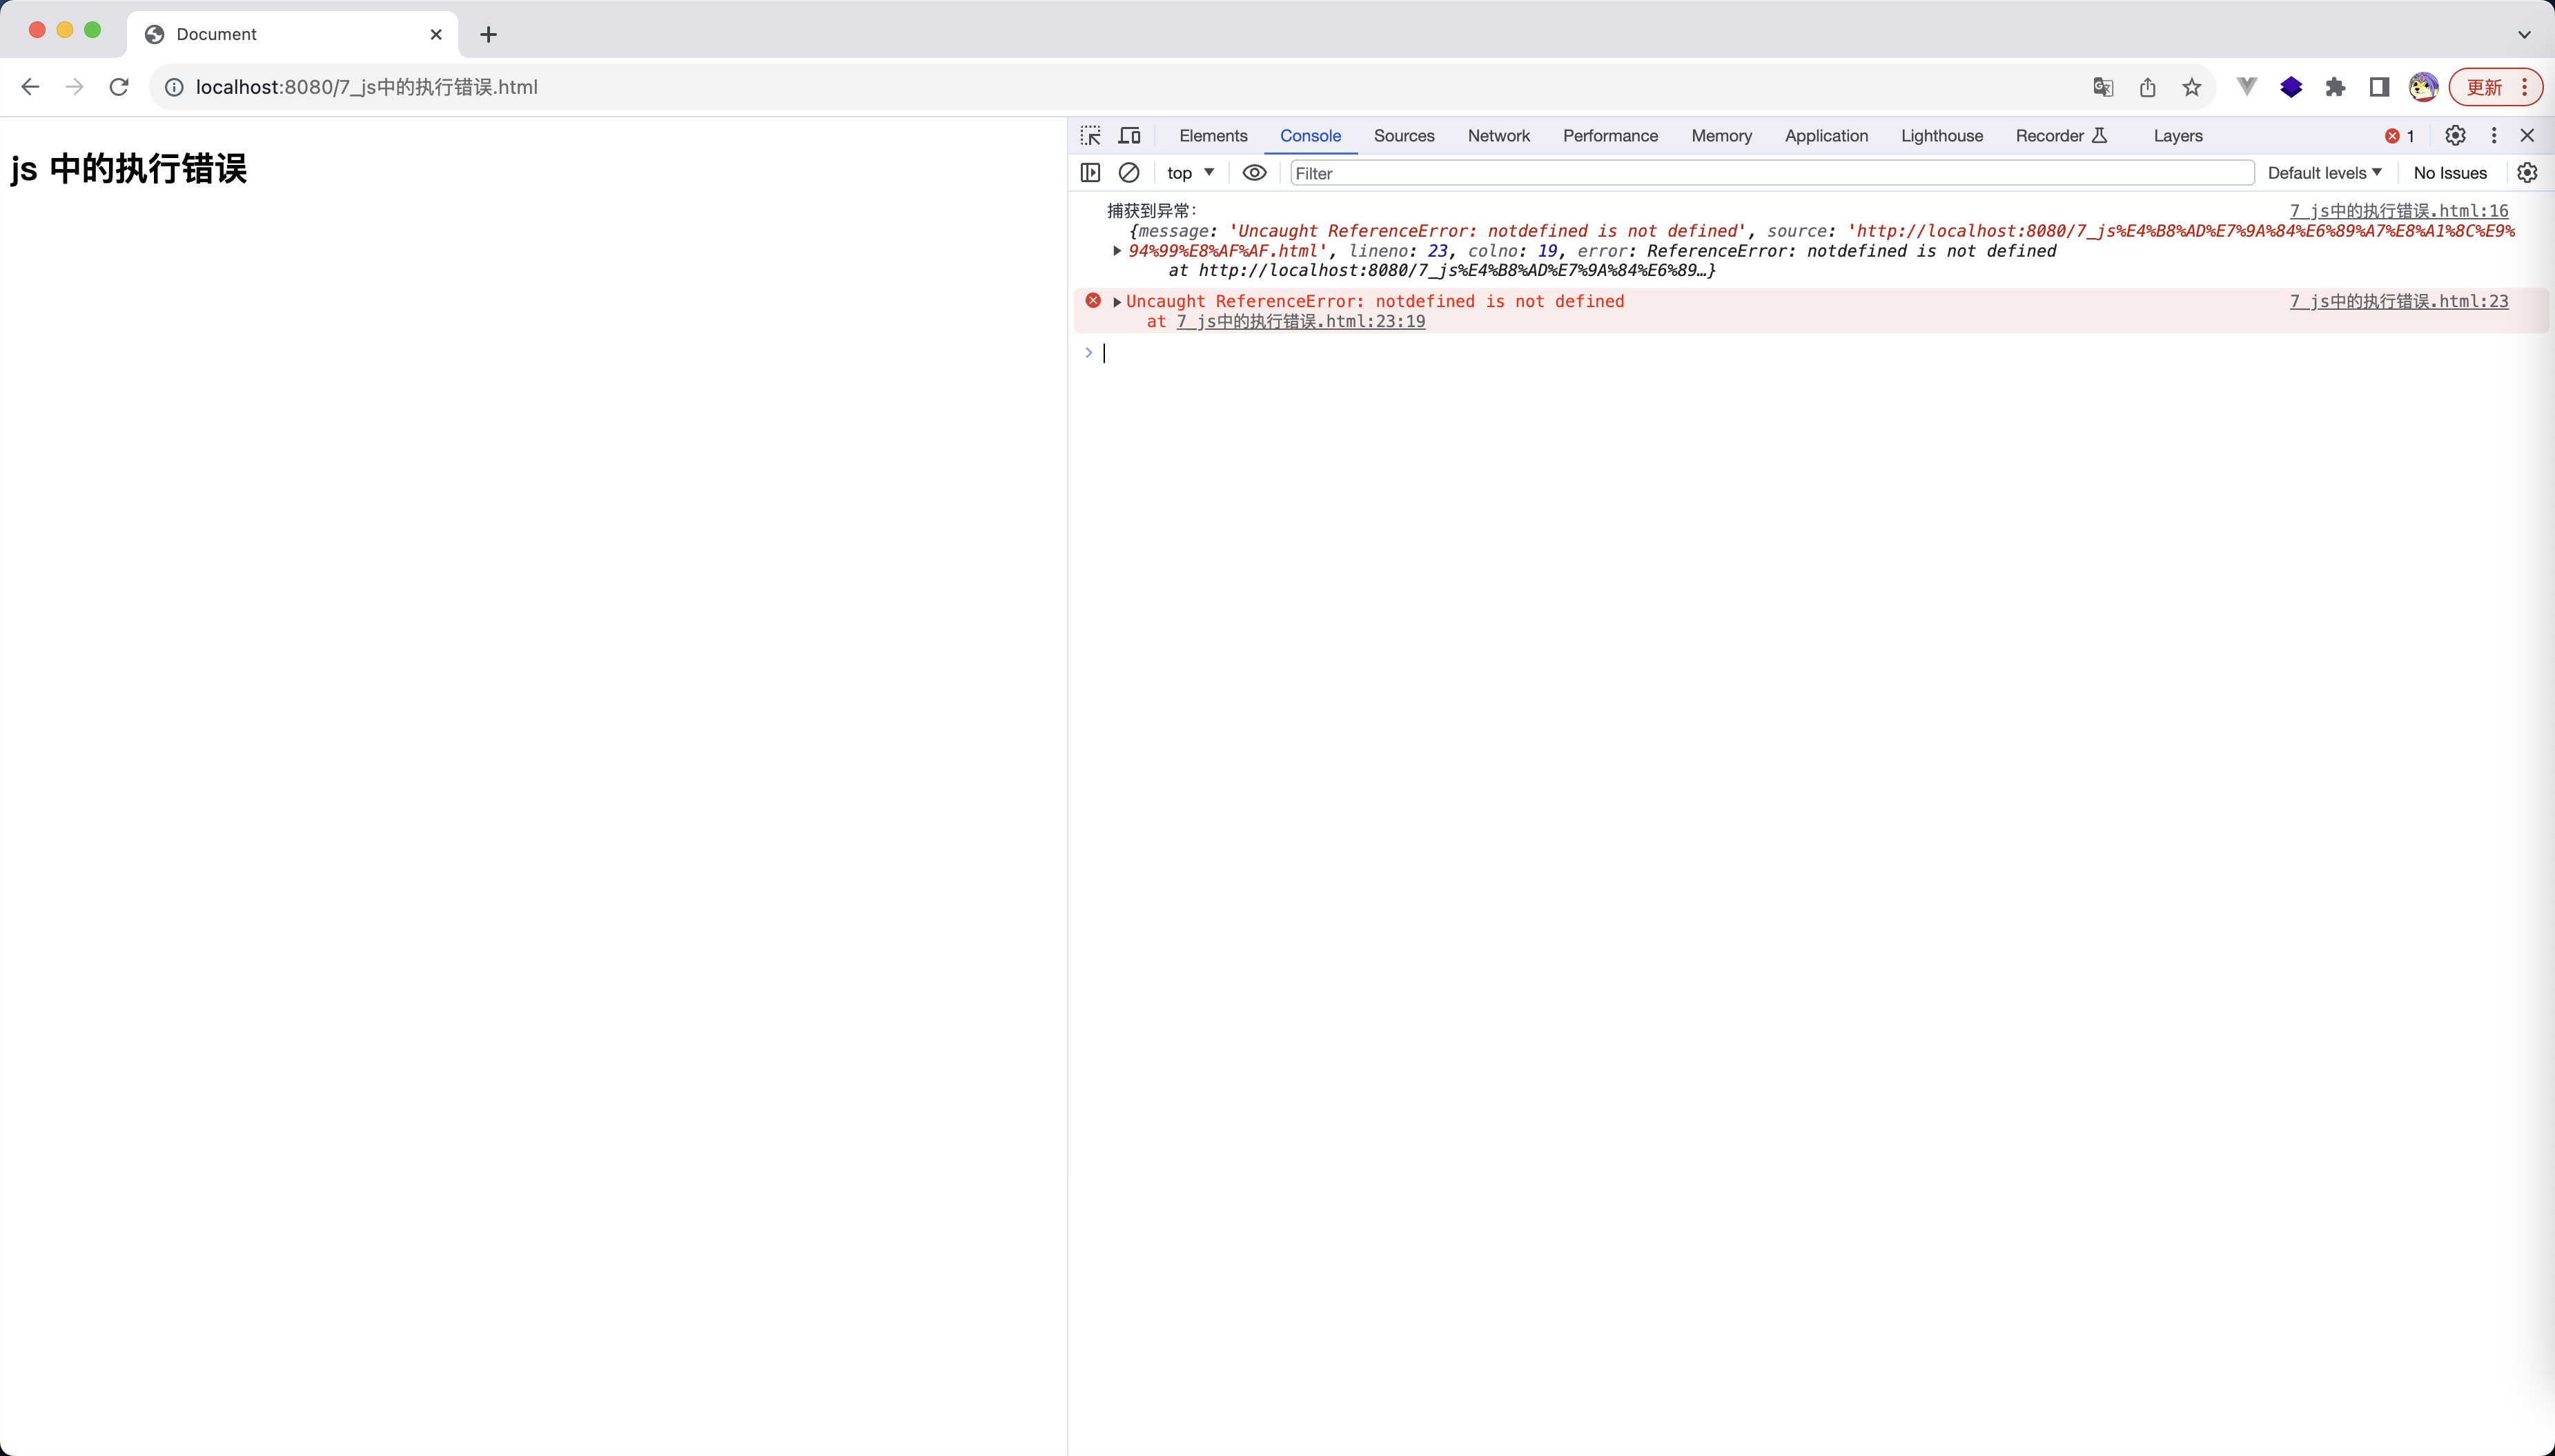 Document
localhost:8080/7_js中的执行错误.html
更新
js 中的执行错误
Elements Console Sources Network Performance Memory Application Lighthouse Recorder Layers 1
top Filter Default levels No Issues
捕获到异常: 7_js中的执行错误.html:16
{message: 'Uncaught ReferenceError: notdefined is not defined', source: 'http://localhost:8080/7_js%E4%B8%AD%E7%9A%84%E6%89%A7%E8%A1%8C%E9%
94%99%E8%AF%AF.html', lineno: 23, colno: 19, error: ReferenceError: notdefined is not defined
at http://localhost:8080/7_js%E4%B8%AD%E7%9A%84%E6%89…}
Uncaught ReferenceError: notdefined is not defined 7_js中的执行错误.html:23
at 7_js中的执行错误.html:23:19